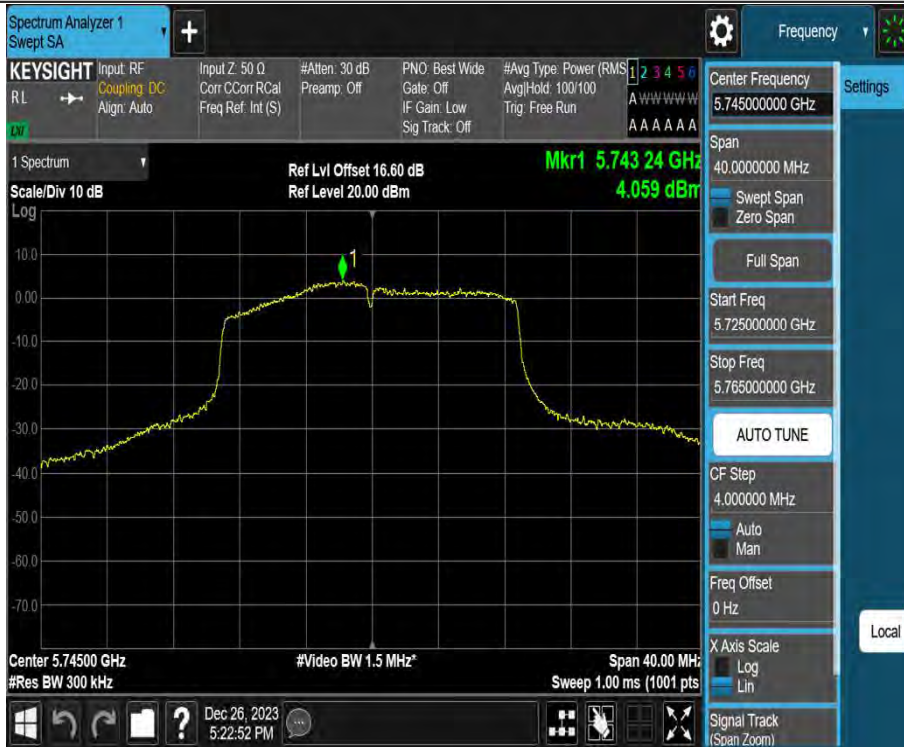 Spectrum Analyzer 1
Swept SA
+
Frequency
KEYSIGHT
RL
LXI
Input: RF
Coupling: DC
Align: Auto
Input Z: 50 Ω
Corr CCorr RCal
Freq Ref: Int (S)
#Atten: 30 dB
Preamp: Off
PNO: Best Wide
Gate: Off
IF Gain: Low
Sig Track: Off
#Avg Type: Power (RMS
Avg|Hold: 100/100
Trig: Free Run
1 2 3 4 5 6
A W W W W W
A A A A A A
1 Spectrum
Scale/Div 10 dB
Ref Lvl Offset 16.60 dB
Ref Level 20.00 dBm
Mkr1 5.743 24 GHz
4.059 dBm
Log
1
10.0
0.00
-10.0
-20.0
-30.0
-40.0
-50.0
-60.0
-70.0
Center 5.74500 GHz
#Res BW 300 kHz
#Video BW 1.5 MHz*
Span 40.00 MHz
Sweep 1.00 ms (1001 pts
?
Dec 26, 2023
5:22:52 PM
Center Frequency
5.745000000 GHz
Settings
Span
40.0000000 MHz
Swept Span
Zero Span
Full Span
Start Freq
5.725000000 GHz
Stop Freq
5.765000000 GHz
AUTO TUNE
CF Step
4.000000 MHz
Auto
Man
Freq Offset
0 Hz
Local
X Axis Scale
Log
Lin
Signal Track
(Span Zoom)